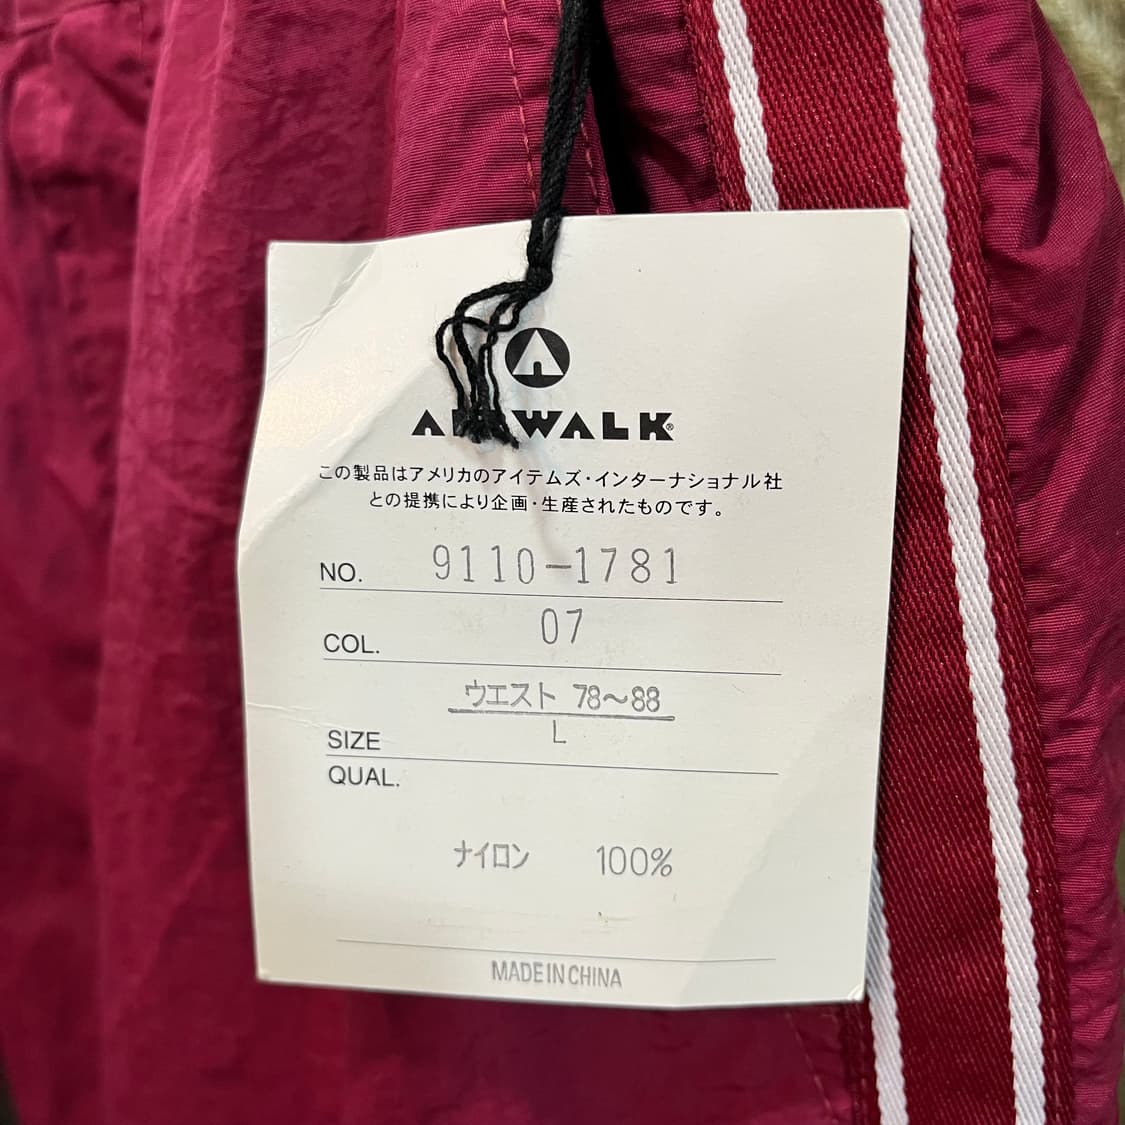 AIRWALK®
この製品はアメリカのアイテムズ・インターナショナル社
との提携により企画・生産されたものです。
NO. 9110-1781
COL. 07
ウエスト 78～88
SIZE L
QUAL.
ナイロン 100%
MADE IN CHINA